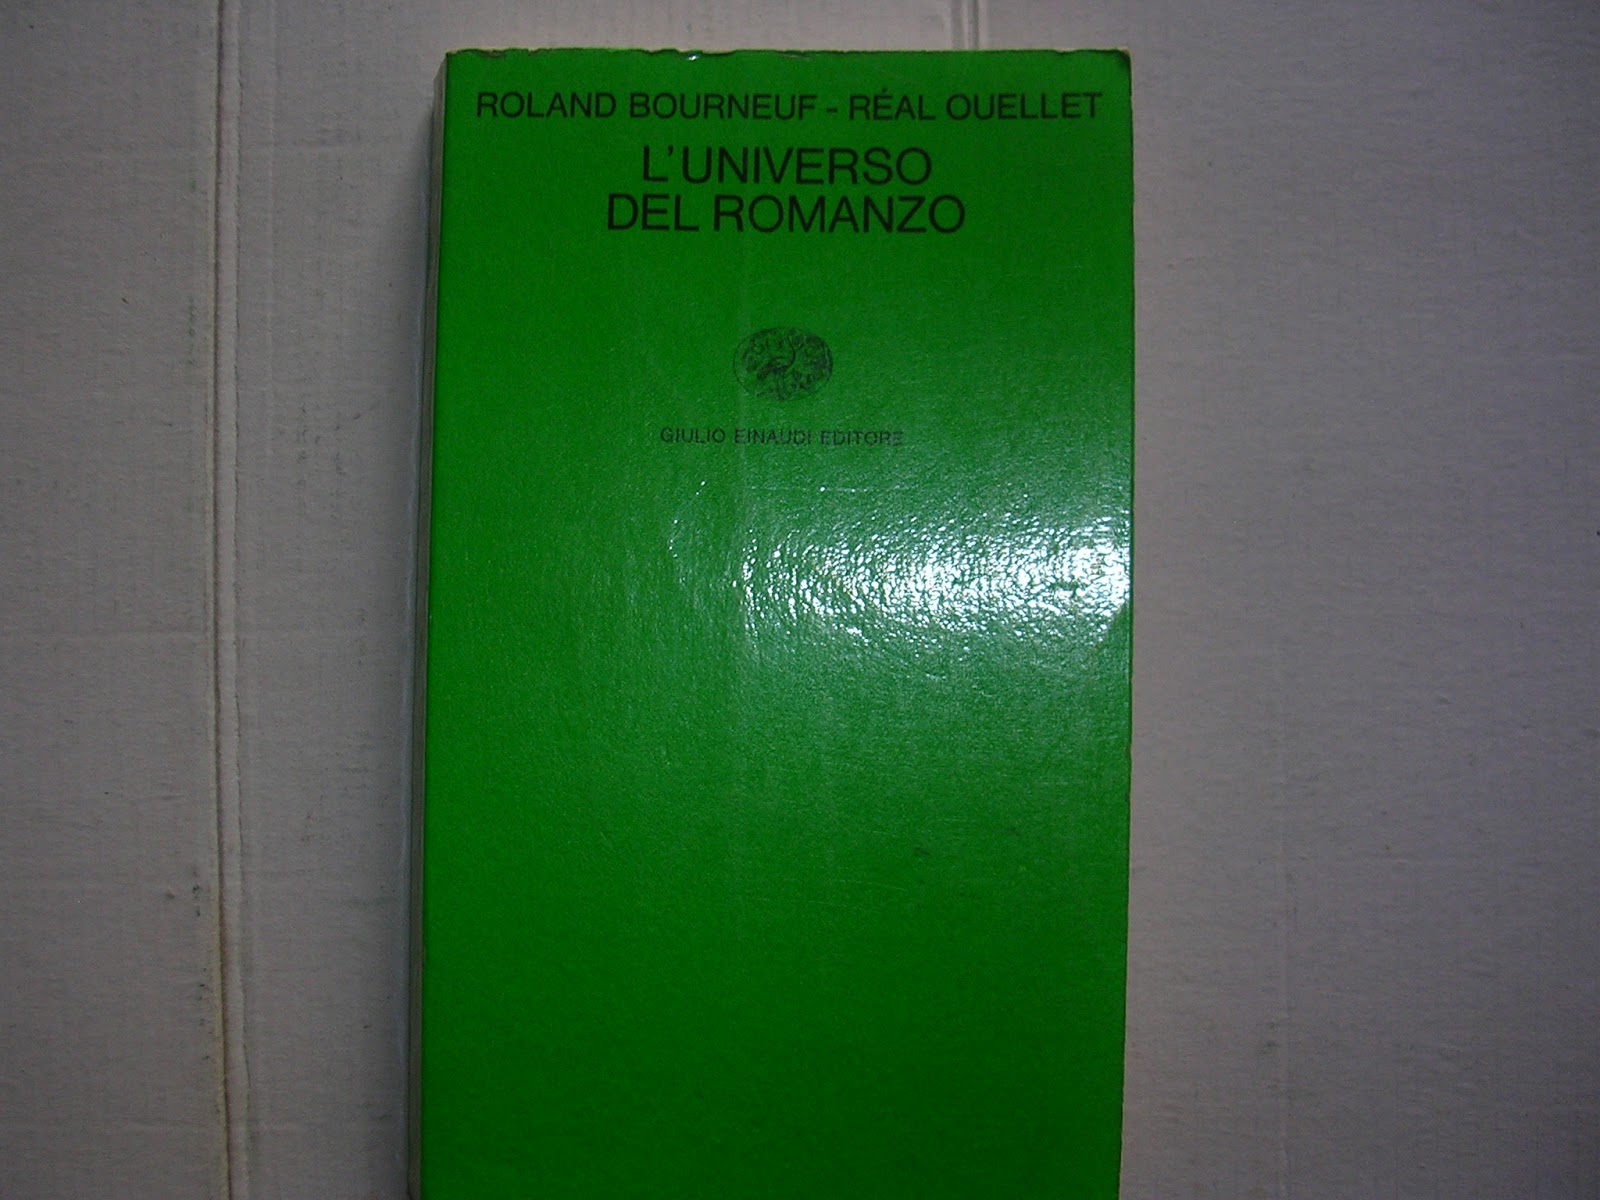 ROLAND BOURNEUF - RÉAL OUELLET
L'UNIVERSO
DEL ROMANZO
GIULIO EINAUDI EDITORE